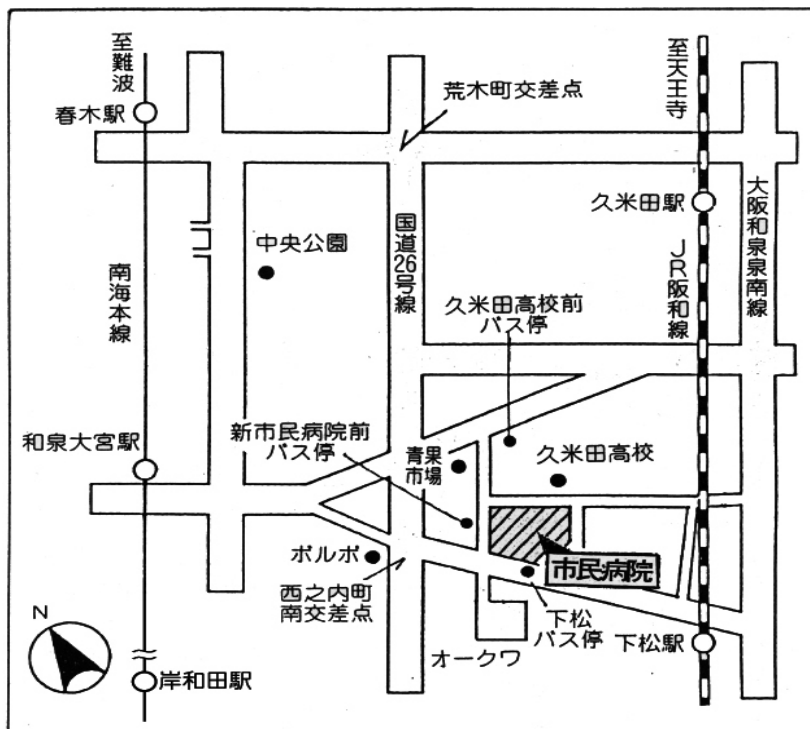 至難波
春木駅
荒木町交差点
至天王寺
久米田駅
大阪和泉泉南線
中央公園
国道26号線
南海本線
JR阪和線
久米田高校前
バス停
和泉大宮駅
新市民病院前
バス停
青果
市場
久米田高校
ボルボ
市民病院
西之内町
南交差点
下松
バス停
下松駅
オークワ
N
岸和田駅